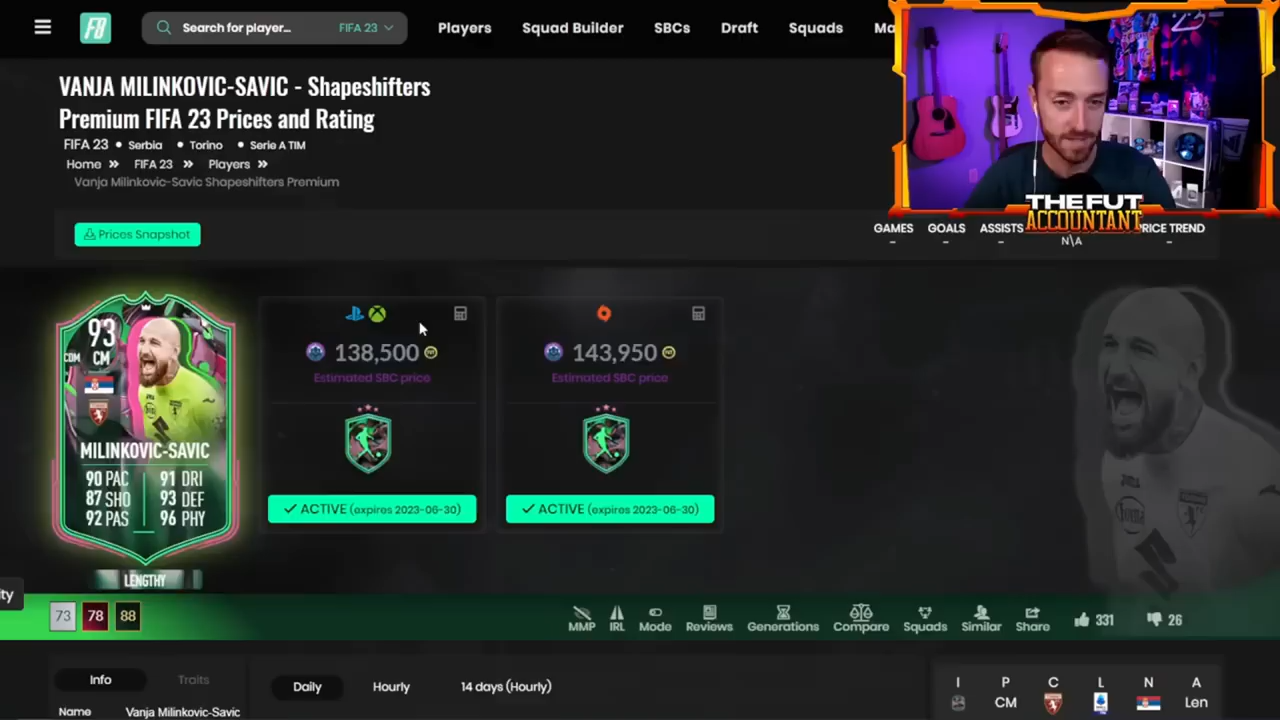 F8
Search for player...
FIFA 23
Players
Squad Builder
SBCs
Draft
Squads
Ma
VANJA MILINKOVIC-SAVIC - Shapeshifters
Premium FIFA 23 Prices and Rating
FIFA 23 • Serbia • Torino • Serie A TIM
Home » FIFA 23 » Players »
Vanja Milinkovic-Savic Shapeshifters Premium
THE FUT
ACCOUNTANT
Prices Snapshot
GAMES
GOALS
ASSISTS
RICE TREND
-
-
-
N\A
-
93
CM
CDM
MILINKOVIC-SAVIC
90 PAC
91 DRI
87 SHO
93 DEF
92 PAS
96 PHY
LENGTHY
138,500
Estimated SBC price
ACTIVE (expires 2023-06-30)
143,950
Estimated SBC price
ACTIVE (expires 2023-06-30)
ity
73
78
88
MMP
IRL
Mode
Reviews
Generations
Compare
Squads
Similar
Share
331
26
Info
Traits
Daily
Hourly
14 days (Hourly)
I
P
C
L
N
A
CM
Len
Name
Vanja Milinkovic-Savic